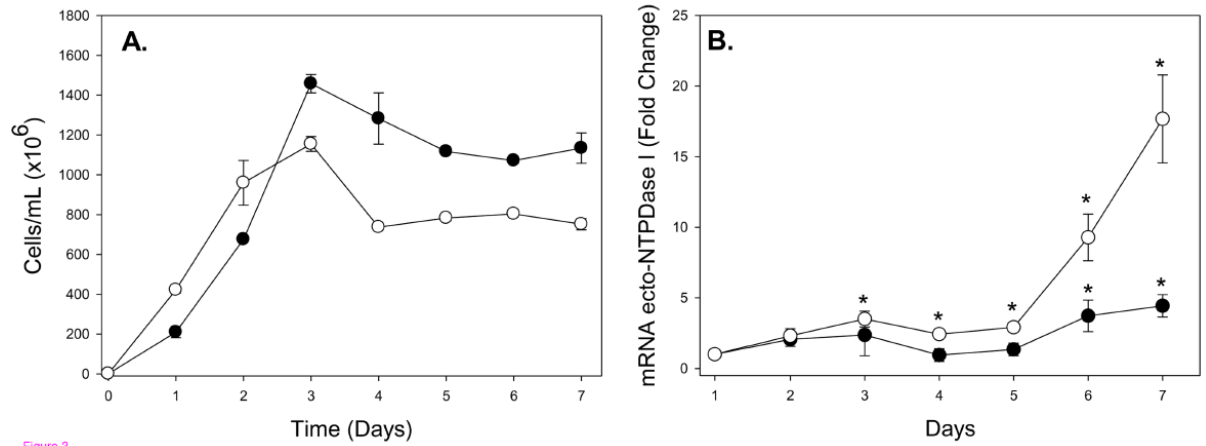 A.
Cells/mL (x10⁶)
1800
1600
1400
1200
1000
800
600
400
200
0
0 1 2 3 4 5 6 7
Time (Days)
B.
mRNA ecto-NTPDase I (Fold Change)
25
20
15
10
5
0
* * * * * * *
1 2 3 4 5 6 7
Days
Figure 2